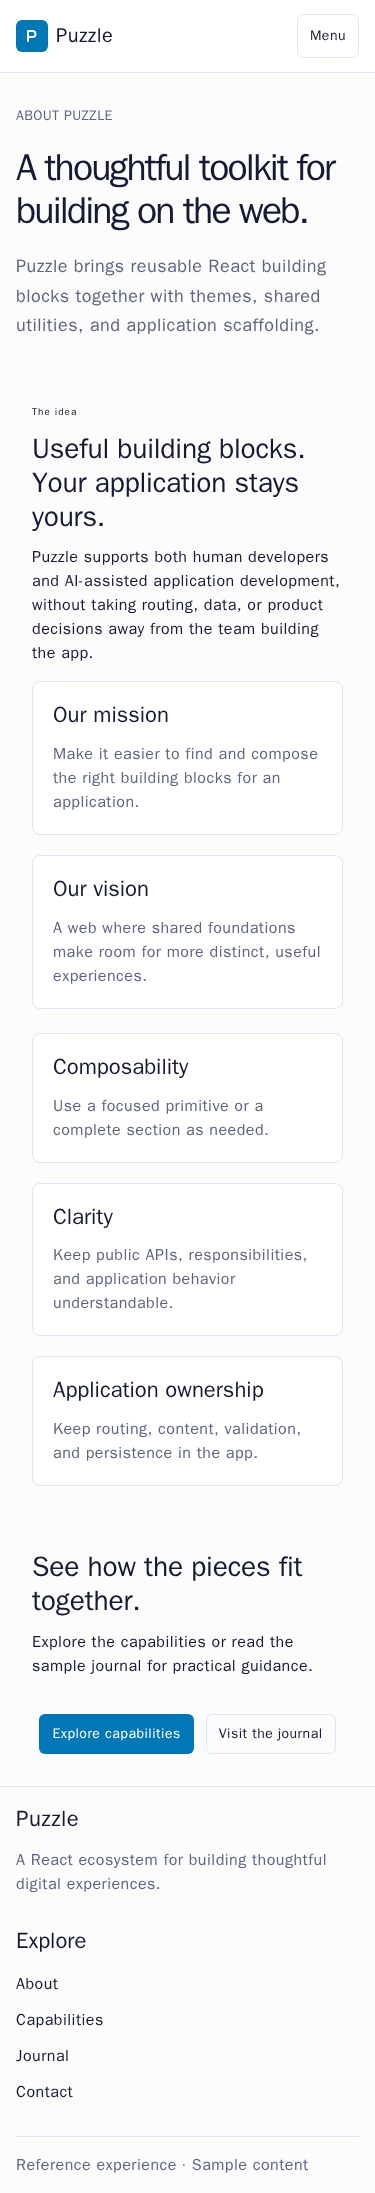 P Puzzle Menu
ABOUT PUZZLE
A thoughtful toolkit for
building on the web.
Puzzle brings reusable React building
blocks together with themes, shared
utilities, and application scaffolding.
The idea
Useful building blocks.
Your application stays
yours.
Puzzle supports both human developers
and AI-assisted application development,
without taking routing, data, or product
decisions away from the team building
the app.
Our mission
Make it easier to find and compose
the right building blocks for an
application.
Our vision
A web where shared foundations
make room for more distinct, useful
experiences.
Composability
Use a focused primitive or a
complete section as needed.
Clarity
Keep public APIs, responsibilities,
and application behavior
understandable.
Application ownership
Keep routing, content, validation,
and persistence in the app.
See how the pieces fit
together.
Explore the capabilities or read the
sample journal for practical guidance.
Explore capabilities Visit the journal
Puzzle
A React ecosystem for building thoughtful
digital experiences.
Explore
About
Capabilities
Journal
Contact
Reference experience · Sample content